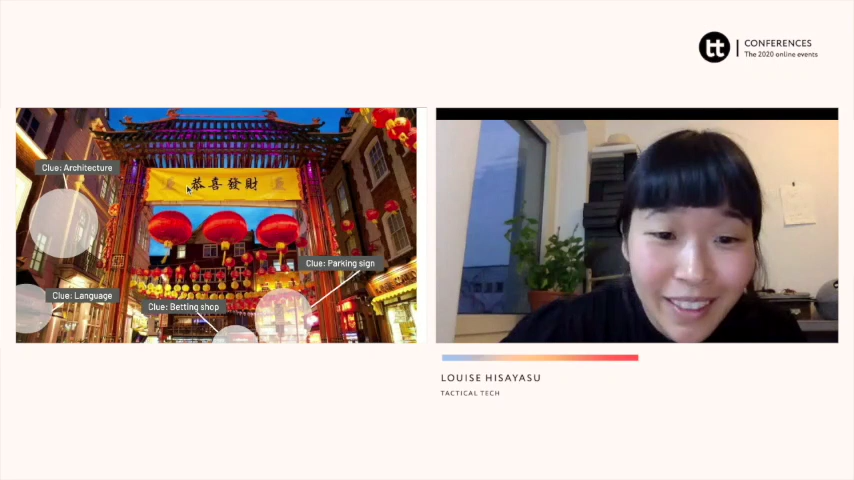 tt
CONFERENCES
The 2020 online events
Clue: Architecture
恭喜發財
Clue: Parking sign
Clue: Language
Clue: Betting shop
LOUISE HISAYASU
TACTICAL TECH